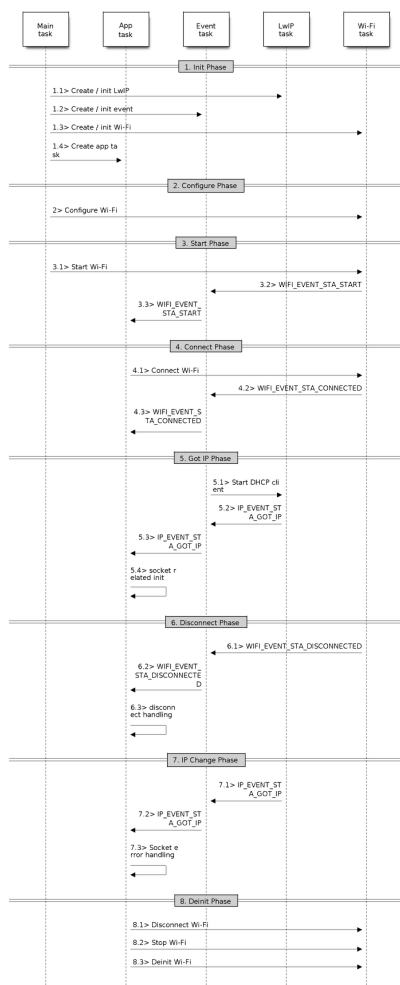 Main
task
App
task
Event
task
LwIP
task
Wi-Fi
task
1. Init Phase
1.1> Create / init LwIP
1.2> Create / init event
1.3> Create / init Wi-Fi
1.4> Create app ta
sk
2. Configure Phase
2> Configure Wi-Fi
3. Start Phase
3.1> Start Wi-Fi
3.2> WIFI_EVENT_STA_START
3.3> WIFI_EVENT_
STA_START
4. Connect Phase
4.1> Connect Wi-Fi
4.2> WIFI_EVENT_STA_CONNECTED
4.3> WIFI_EVENT_S
TA_CONNECTED
5. Got IP Phase
5.1> Start DHCP cli
ent
5.2> IP_EVENT_ST
A_GOT_IP
5.3> IP_EVENT_ST
A_GOT_IP
5.4> socket r
elated init
6. Disconnect Phase
6.1> WIFI_EVENT_STA_DISCONNECTED
6.2> WIFI_EVENT_
STA_DISCONNECTE
D
6.3> disconn
ect handling
7. IP Change Phase
7.1> IP_EVENT_ST
A_GOT_IP
7.2> IP_EVENT_ST
A_GOT_IP
7.3> Socket e
rror handling
8. Deinit Phase
8.1> Disconnect Wi-Fi
8.2> Stop Wi-Fi
8.3> Deinit Wi-Fi